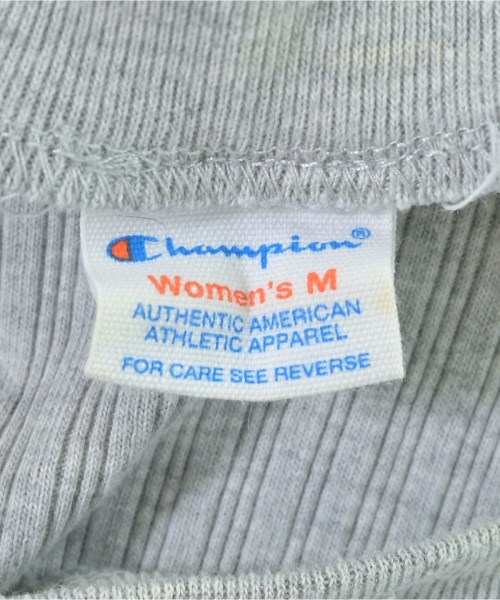 Champion®
Women's M
AUTHENTIC AMERICAN
ATHLETIC APPAREL
FOR CARE SEE REVERSE